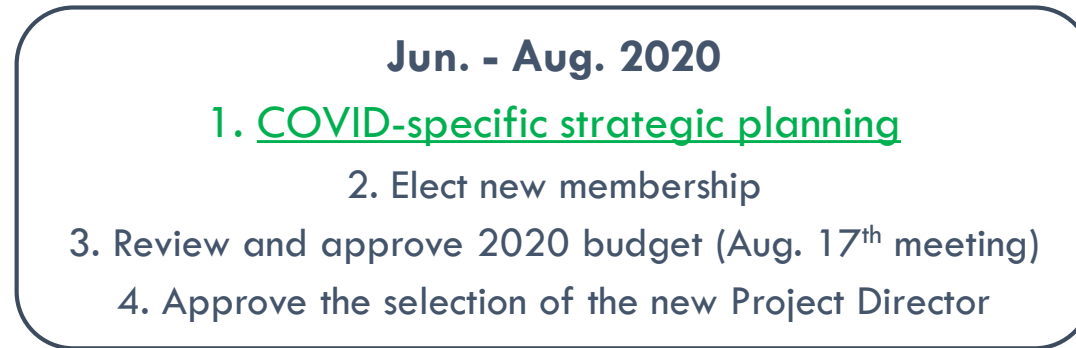 Jun. - Aug. 2020
1. COVID-specific strategic planning
2. Elect new membership
3. Review and approve 2020 budget (Aug. 17th meeting)
4. Approve the selection of the new Project Director